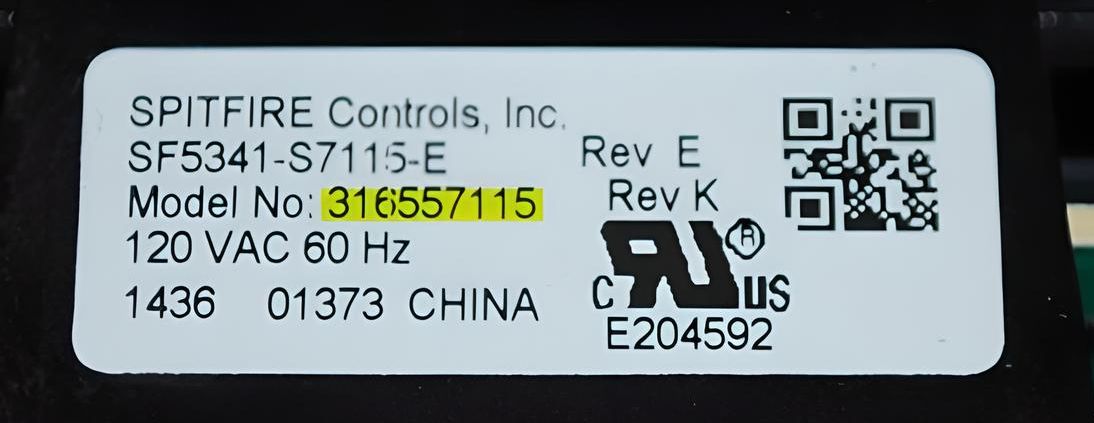 SPITFIRE Controls, Inc.
SF5341-S7115-E Rev E
Model No: 316557115 Rev K
120 VAC 60 Hz
1436 01373 CHINA
C RU ® US
E204592